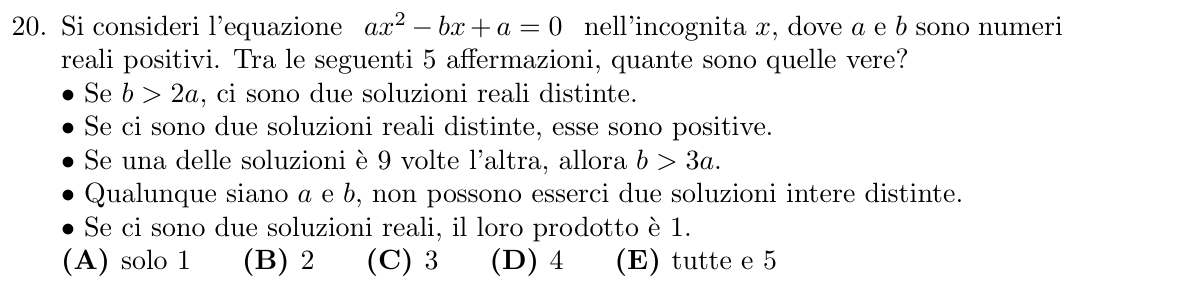 20. Si consideri l'equazione ax² − bx + a = 0 nell'incognita x, dove a e b sono numeri
reali positivi. Tra le seguenti 5 affermazioni, quante sono quelle vere?
• Se b > 2a, ci sono due soluzioni reali distinte.
• Se ci sono due soluzioni reali distinte, esse sono positive.
• Se una delle soluzioni è 9 volte l'altra, allora b > 3a.
• Qualunque siano a e b, non possono esserci due soluzioni intere distinte.
• Se ci sono due soluzioni reali, il loro prodotto è 1.
(A) solo 1 (B) 2 (C) 3 (D) 4 (E) tutte e 5